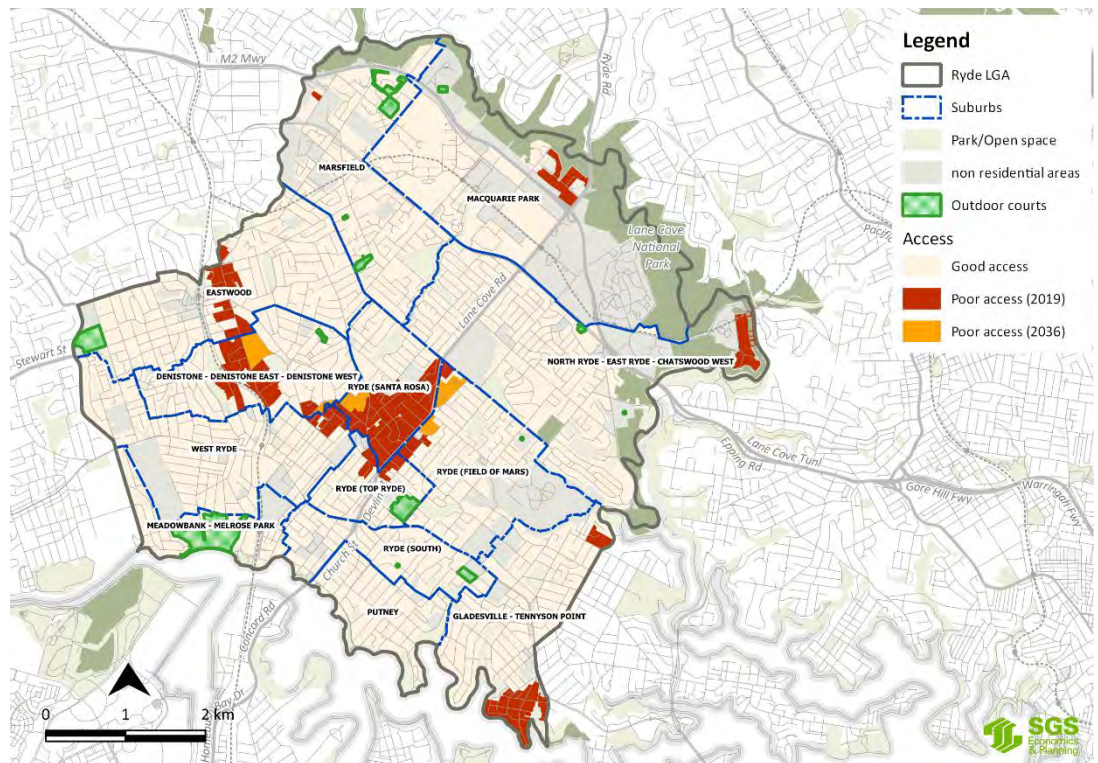 M2 Mwy
Ryde Rd
MARSFIELD
MACQUARIE PARK
Lane Cove
National
Park
Pacific
Lane Cove Rd
EASTWOOD
Stewart St
DENISTONE - DENISTONE EAST - DENISTONE WEST
RYDE (SANTA ROSA)
NORTH RYDE - EAST RYDE - CHATSWOOD WEST
WEST RYDE
RYDE (FIELD OF MARS)
RYDE (TOP RYDE)
Devlin
Lane Cove Tunl
Epping Rd
Gore Hill Fwy
Warringah Fwy
MEADOWBANK - MELROSE PARK
RYDE (SOUTH)
Church St
PUTNEY
GLADESVILLE - TENNYSON POINT
Concord Rd
Bay Dr
0 1 2 km
Legend
Ryde LGA
Suburbs
Park/Open space
non residential areas
Outdoor courts
Access
Good access
Poor access (2019)
Poor access (2036)
SGS
Economics
& Planning